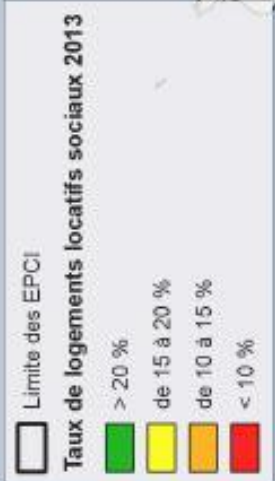 Limite des EPCI
Taux de logements locatifs sociaux 2013
> 20 %
de 15 à 20 %
de 10 à 15 %
< 10 %